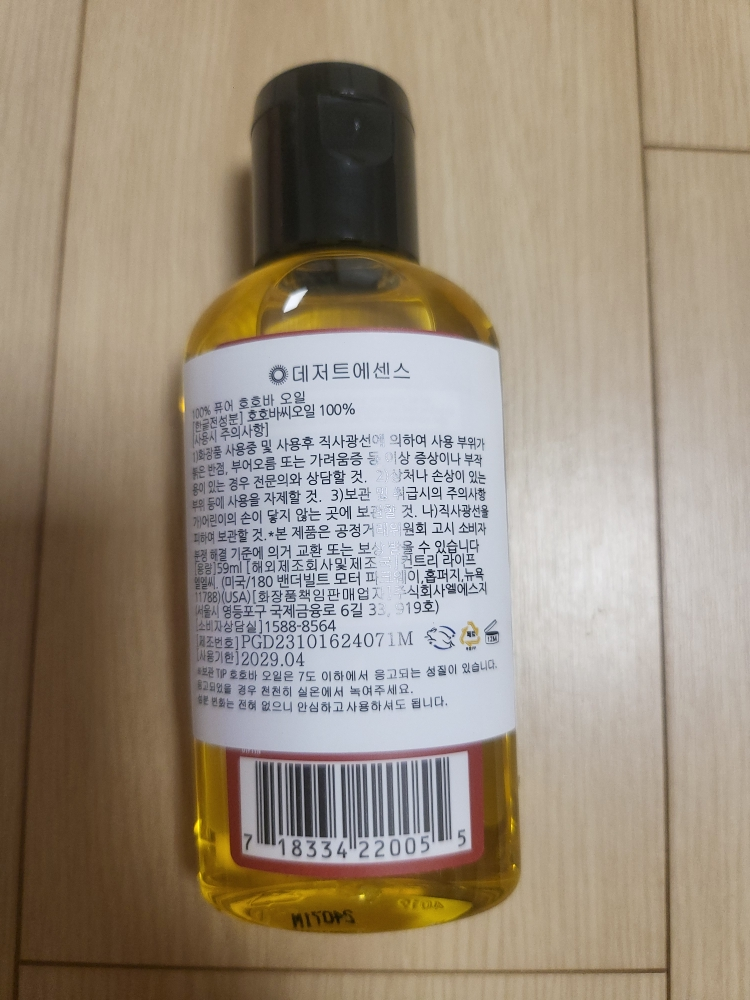 데저트에센스
100% 퓨어 호호바 오일
[한글전성분] 호호바씨오일 100%
[사용시 주의사항]
1)화장품 사용중 및 사용후 직사광선에 의하여 사용 부위가
붉은 반점, 부어오름 또는 가려움증 등 이상 증상이나 부작
용이 있는 경우 전문의와 상담할 것. 2)상처나 손상이 있는
부위 등에 사용을 자제할 것. 3)보관 및 취급시의 주의사항
가)어린이의 손이 닿지 않는 곳에 보관할 것. 나)직사광선을
피하여 보관할 것.*본 제품은 공정거래위원회 고시 소비자
분쟁 해결 기준에 의거 교환 또는 보상 받을 수 있습니다
[용량]59ml [해외제조회사및제조 컨트리 라이프
엘엘씨. (미국/180 밴더빌트 모터 파크웨이,홉퍼지,뉴욕
11788)(USA)[화장품책임판매업자]주식회사엘에스지
(서울시 영등포구 국제금융로 6길 33, 919호)
[소비자상담실]1588-8564
[제조번호]PGD23101624071M
12M
[사용기한]2029.04
보관 TIP 호호바 오일은 7도 이하에서 응고되는 성질이 있습니다.
응고되었을 경우 천천히 실온에서 녹여주세요.
성분 변화는 전혀 없으니 안심하고사용하셔도 됩니다.
7 18334 22005 5